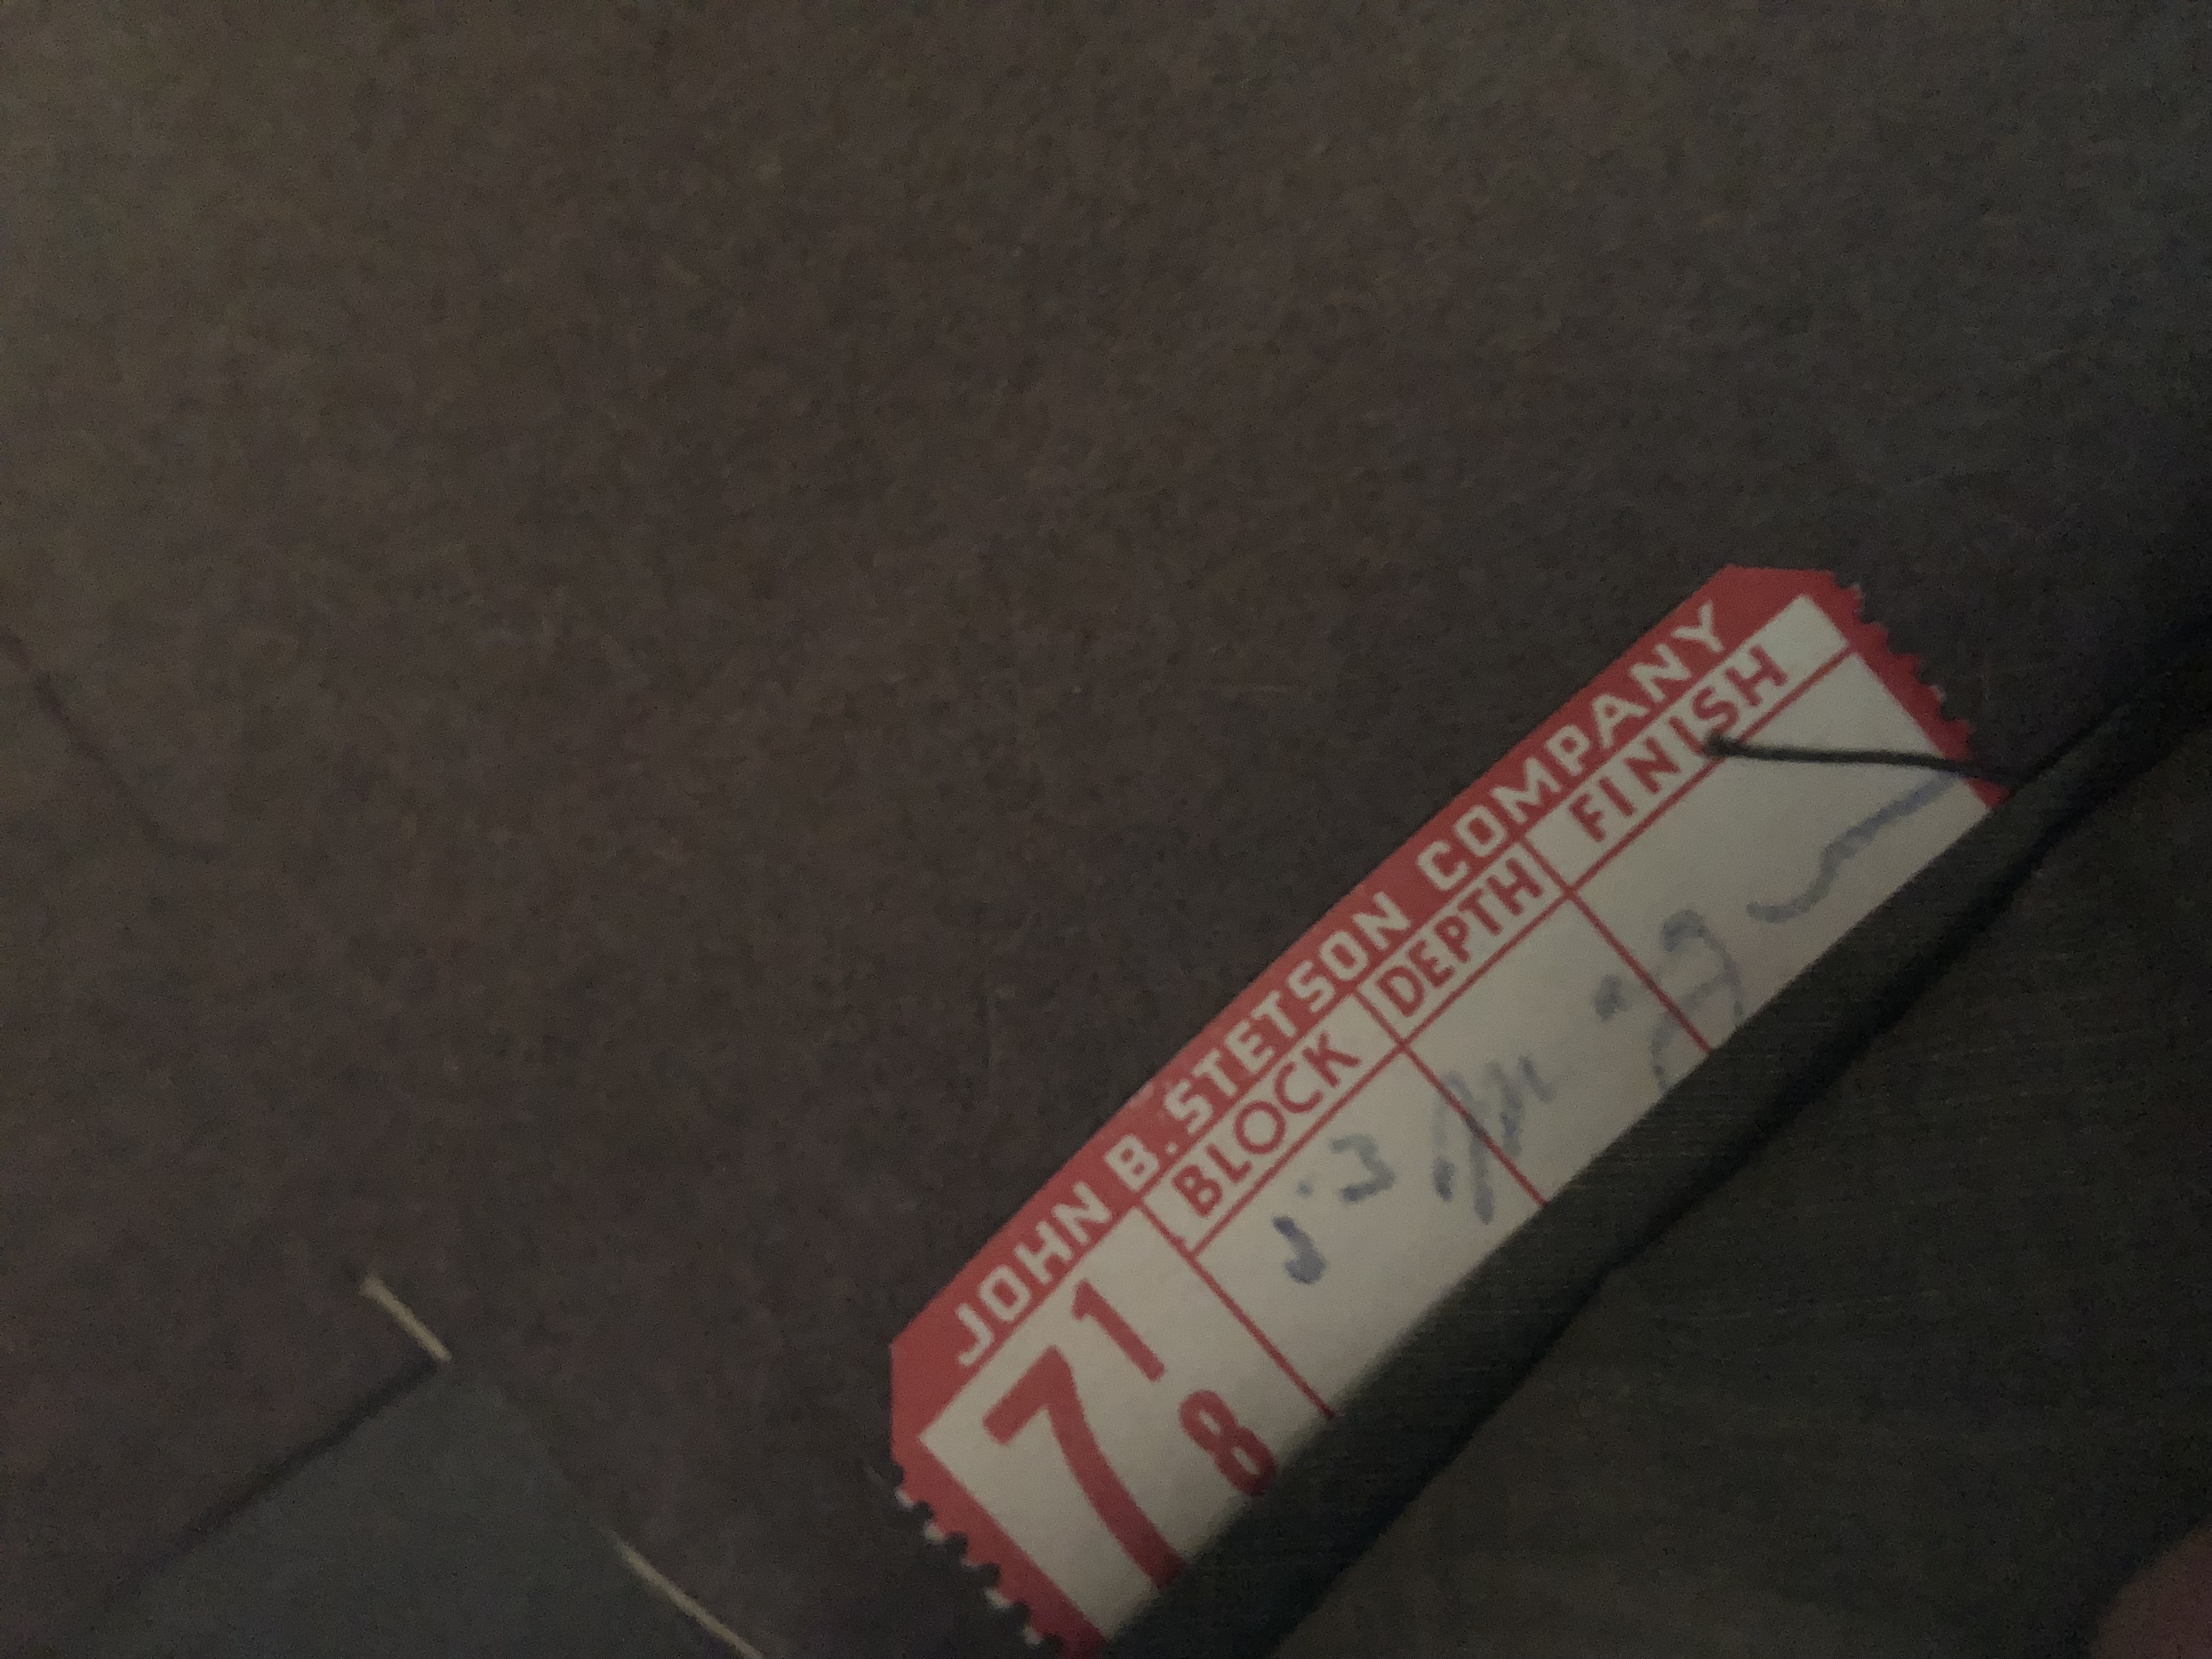 JOHN B. STETSON COMPANY
7 1/8 BLOCK DEPTH FINISH